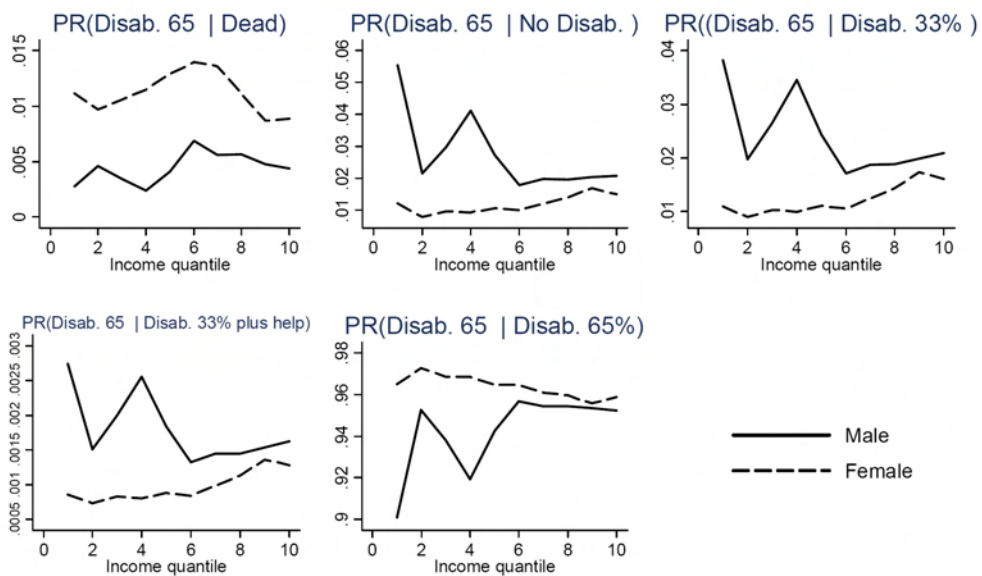 PR(Disab. 65 | Dead)
.015
.01
.005
0
0 2 4 6 8 10
Income quantile
PR(Disab. 65 | No Disab. )
.06
.05
.04
.03
.02
.01
0 2 4 6 8 10
Income quantile
PR((Disab. 65 | Disab. 33% )
.04
.03
.02
.01
0 2 4 6 8 10
Income quantile
PR(Disab. 65 | Disab. 33% plus help)
.003
.0025
.002
.0015
.001
.0005
0 2 4 6 8 10
Income quantile
PR(Disab. 65 | Disab. 65%)
.98
.96
.94
.92
.9
0 2 4 6 8 10
Income quantile
Male
Female